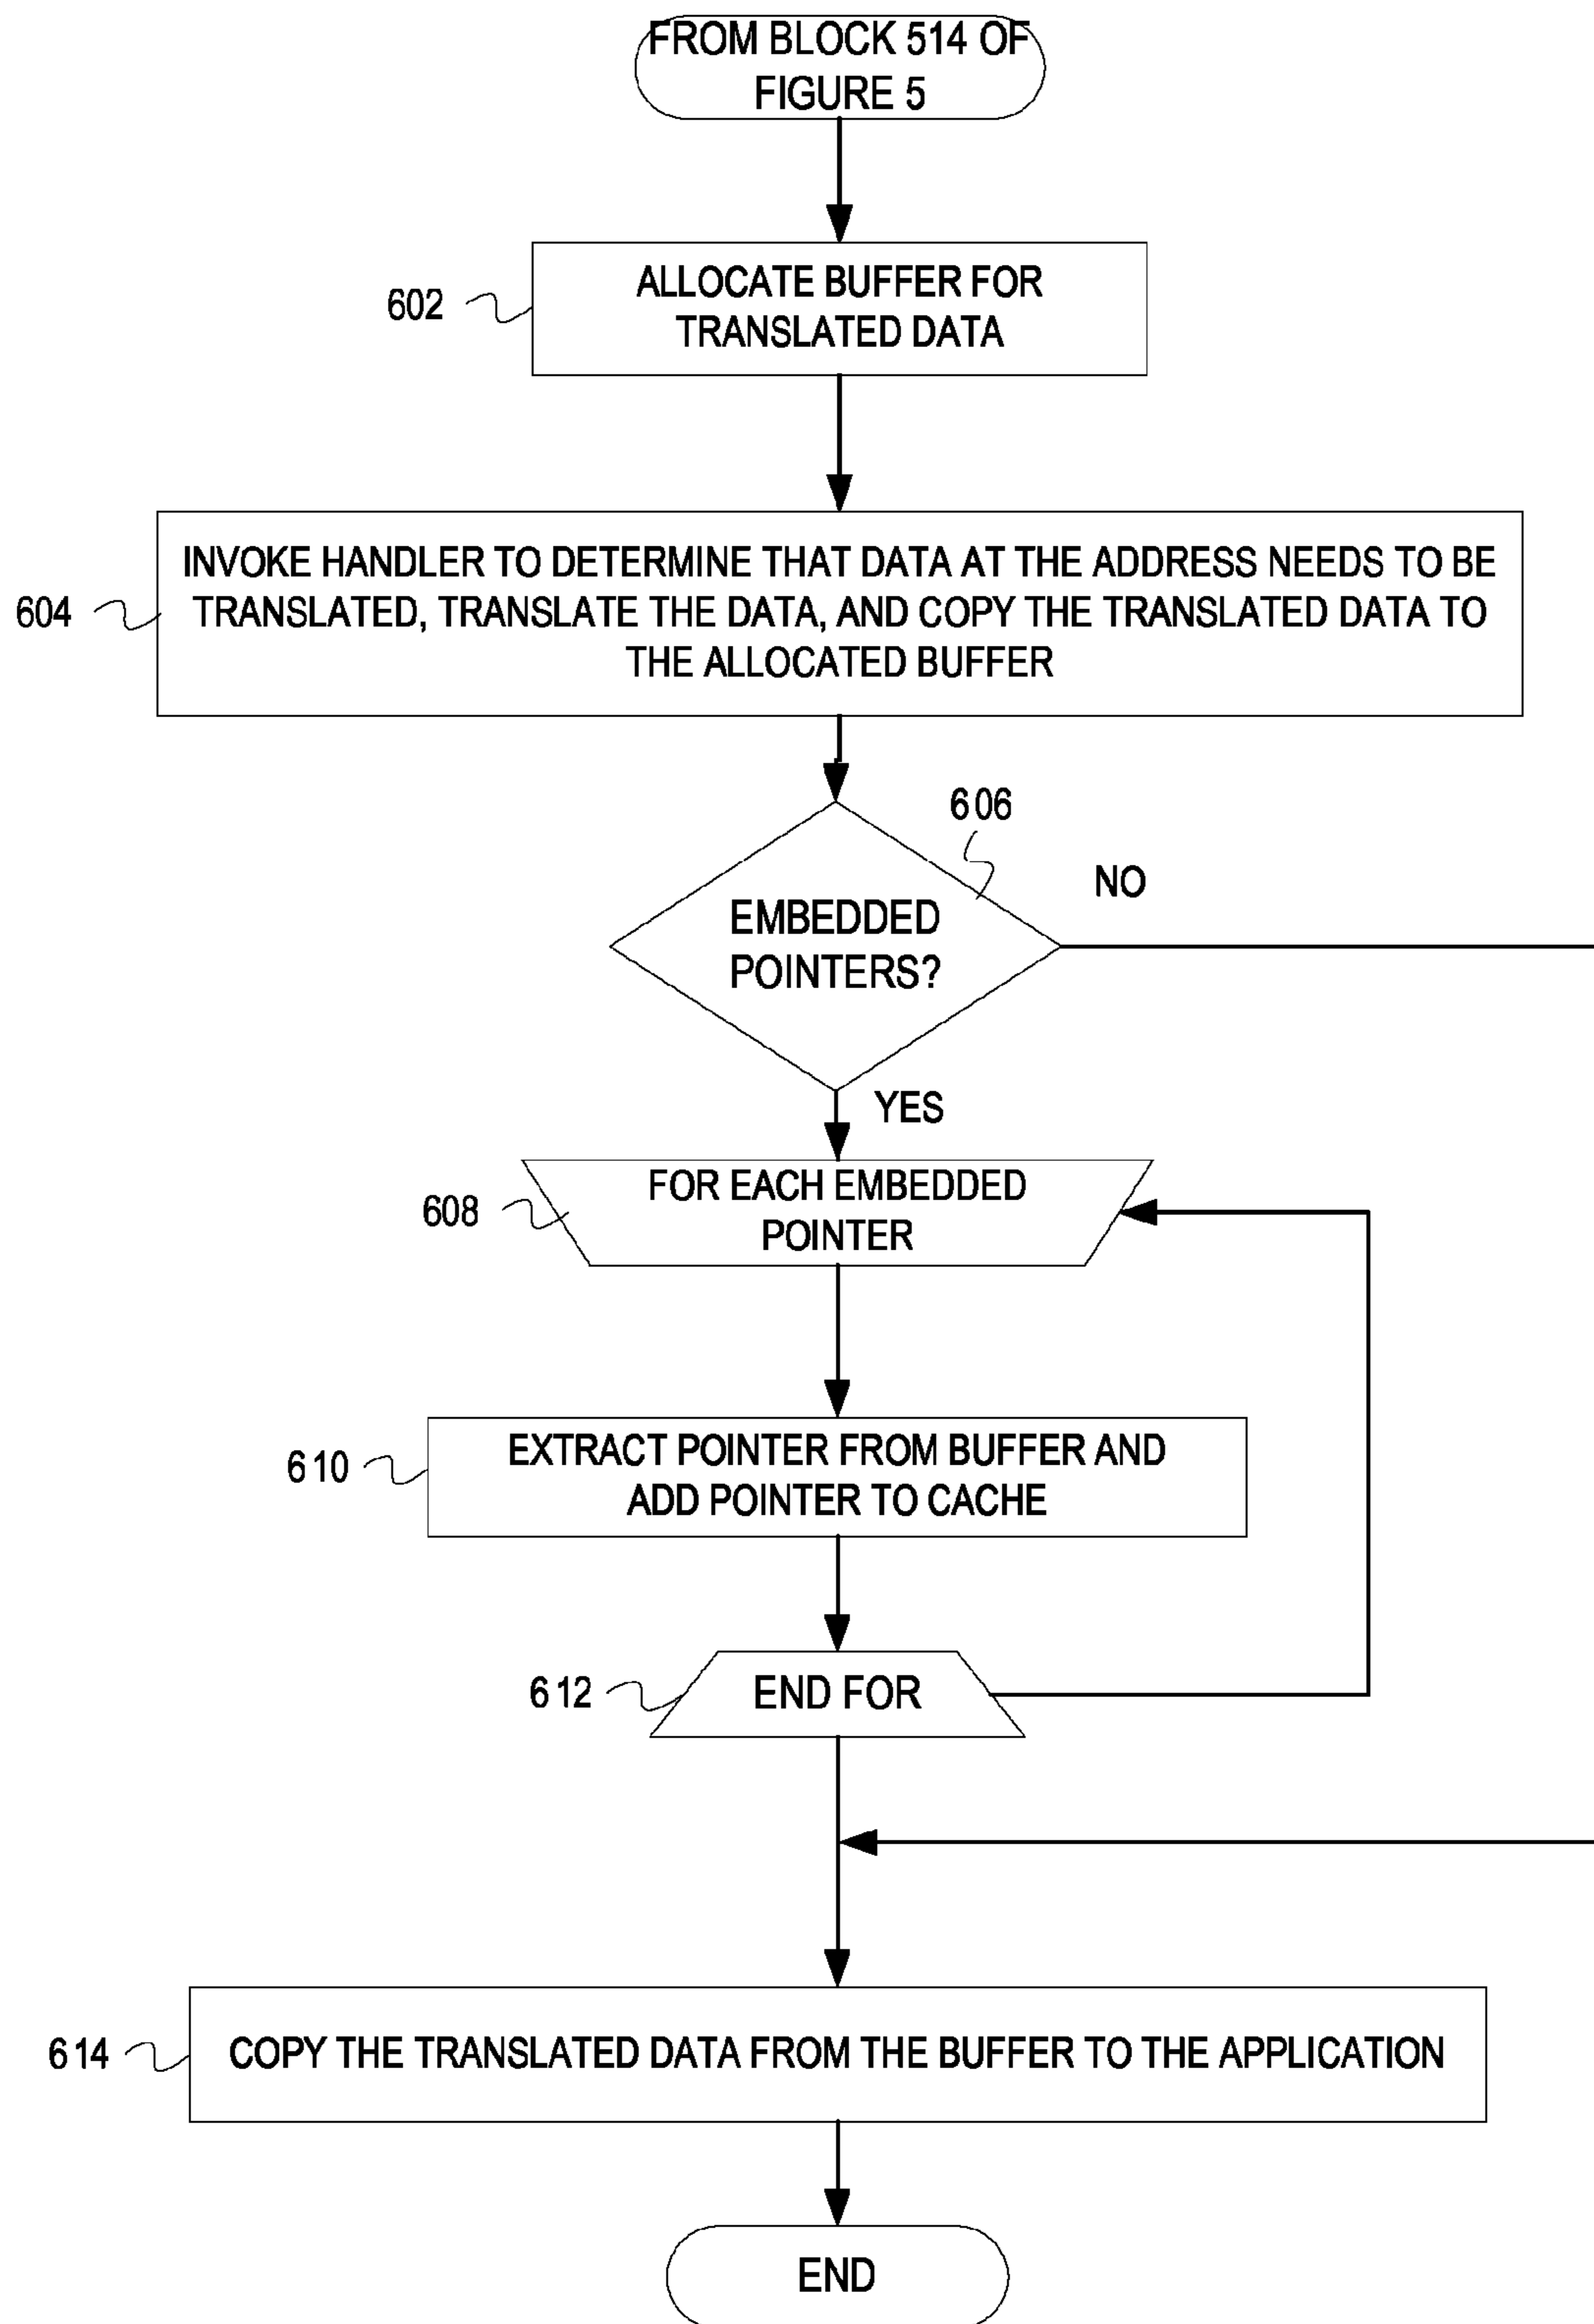 FROM BLOCK 514 OF
FIGURE 5
602
ALLOCATE BUFFER FOR
TRANSLATED DATA
604
INVOKE HANDLER TO DETERMINE THAT DATA AT THE ADDRESS NEEDS TO BE
TRANSLATED, TRANSLATE THE DATA, AND COPY THE TRANSLATED DATA TO
THE ALLOCATED BUFFER
606
NO
EMBEDDED
POINTERS?
YES
608
FOR EACH EMBEDDED
POINTER
610
EXTRACT POINTER FROM BUFFER AND
ADD POINTER TO CACHE
612
END FOR
614
COPY THE TRANSLATED DATA FROM THE BUFFER TO THE APPLICATION
END